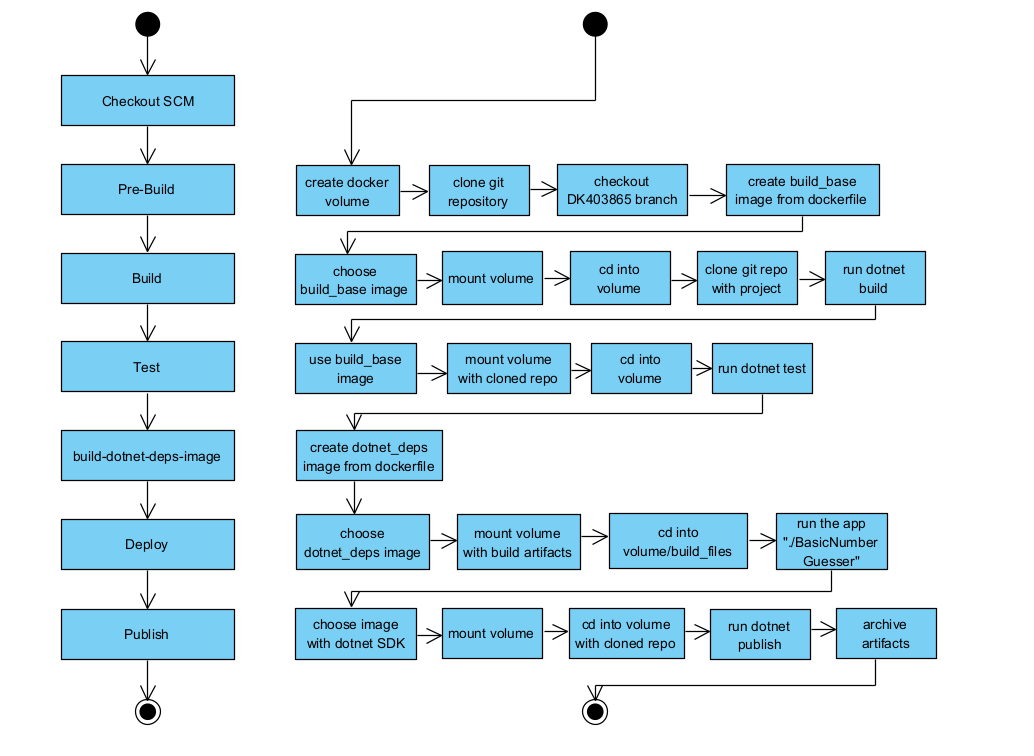 Checkout SCM
Pre-Build
create docker
volume
clone git
repository
checkout
DK403865 branch
create build_base
image from dockerfile
Build
choose
build_base image
mount volume
cd into
volume
clone git repo
with project
run dotnet
build
Test
use build_base
image
mount volume
with cloned repo
cd into
volume
run dotnet test
build-dotnet-deps-image
create dotnet_deps
image from dockerfile
Deploy
choose
dotnet_deps image
mount volume
with build artifacts
cd into
volume/build_files
run the app
"./BasicNumber
Guesser"
Publish
choose image
with dotnet SDK
mount volume
cd into volume
with cloned repo
run dotnet
publish
archive
artifacts